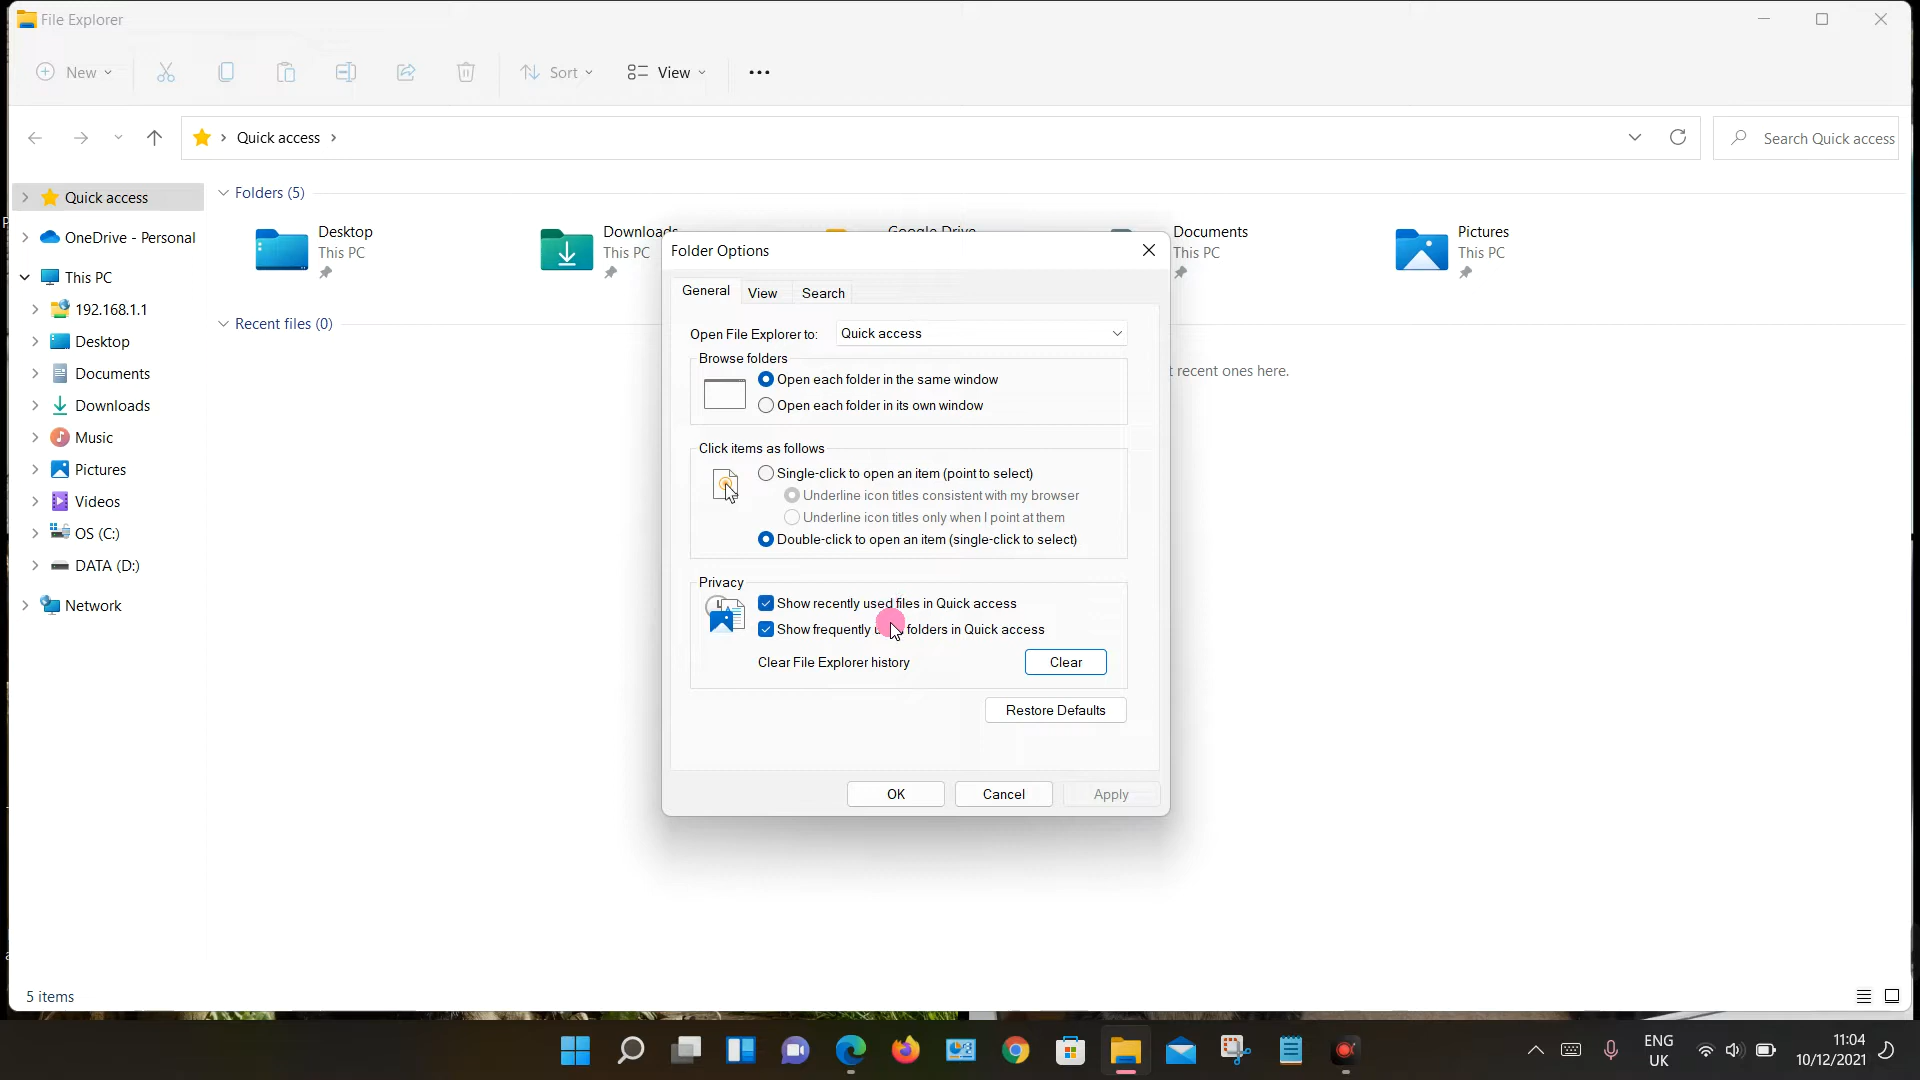 File Explorer
New
Sort
View
Quick access
Search Quick access
Quick access
OneDrive - Personal
This PC
192.168.1.1
Desktop
Documents
Downloads
Music
Pictures
Videos
OS (C:)
DATA (D:)
Network
Folders (5)
Desktop
This PC
Downloads
This PC
Google Drive
Documents
This PC
Pictures
This PC
Recent files (0)
recent ones here.
Folder Options
General
View
Search
Open File Explorer to:
Quick access
Browse folders
Open each folder in the same window
Open each folder in its own window
Click items as follows
Single-click to open an item (point to select)
Underline icon titles consistent with my browser
Underline icon titles only when I point at them
Double-click to open an item (single-click to select)
Privacy
Show recently used files in Quick access
Show frequently used folders in Quick access
Clear File Explorer history
Clear
Restore Defaults
OK
Cancel
Apply
5 items
ENG
UK
11:04
10/12/2021